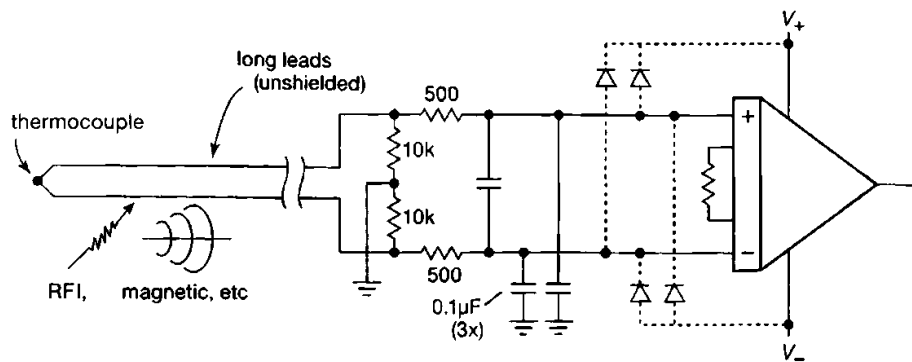 V+
long leads
(unshielded)
500
thermocouple
10k
+
10k
−
500
RFI,
magnetic, etc
0.1µF
(3x)
V−